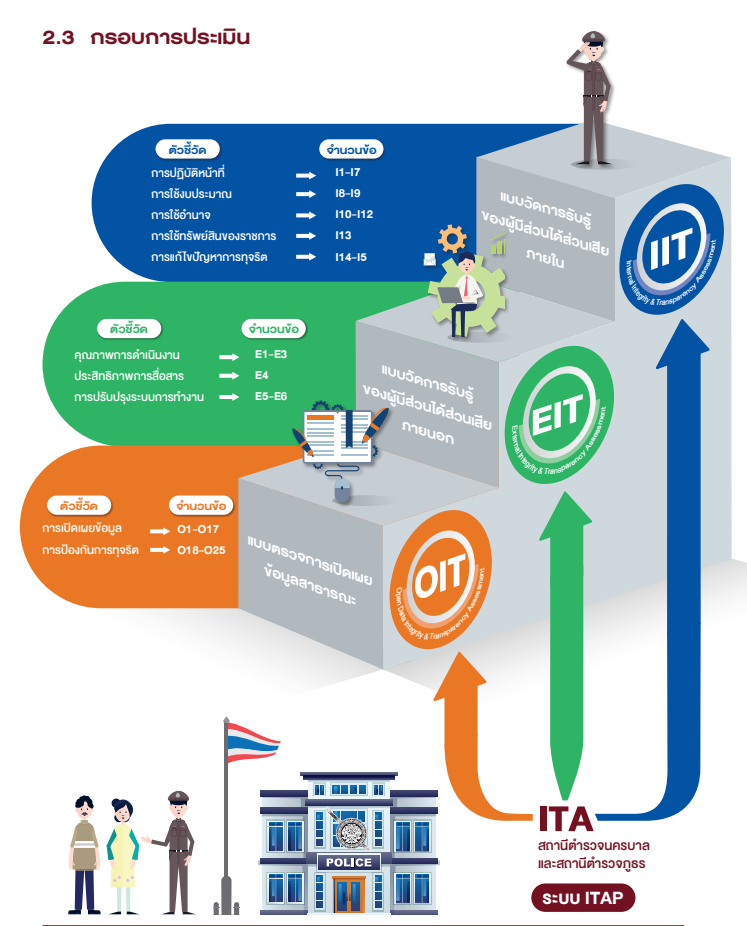 2.3 กรอบการประเมิน
ตัวชี้วัด จำนวนข้อ
การปฏิบัติหน้าที่ I1-I7
การใช้งบประมาณ I8-I9
การใช้อำนาจ I10-I12
การใช้ทรัพย์สินของราชการ I13
การแก้ไขปัญหาการทุจริต I14-I5
แบบวัดการรับรู้
ของผู้มีส่วนได้ส่วนเสีย
ภายใน
IIT
Internal Integrity & Transparency Assessment
ตัวชี้วัด จำนวนข้อ
คุณภาพการดำเนินงาน E1-E3
ประสิทธิภาพการสื่อสาร E4
การปรับปรุงระบบการทำงาน E5-E6
แบบวัดการรับรู้
ของผู้มีส่วนได้ส่วนเสีย
ภายนอก
EIT
External Integrity & Transparency Assessment
ตัวชี้วัด จำนวนข้อ
การเปิดเผยข้อมูล O1-O17
การป้องกันการทุจริต O18-O25
แบบตรวจการเปิดเผย
ข้อมูลสาธารณะ
OIT
Open Data Integrity & Transparency Assessment
POLICE
ITA
สถานีตำรวจนครบาล
และสถานีตำรวจภูธร
ระบบ ITAP